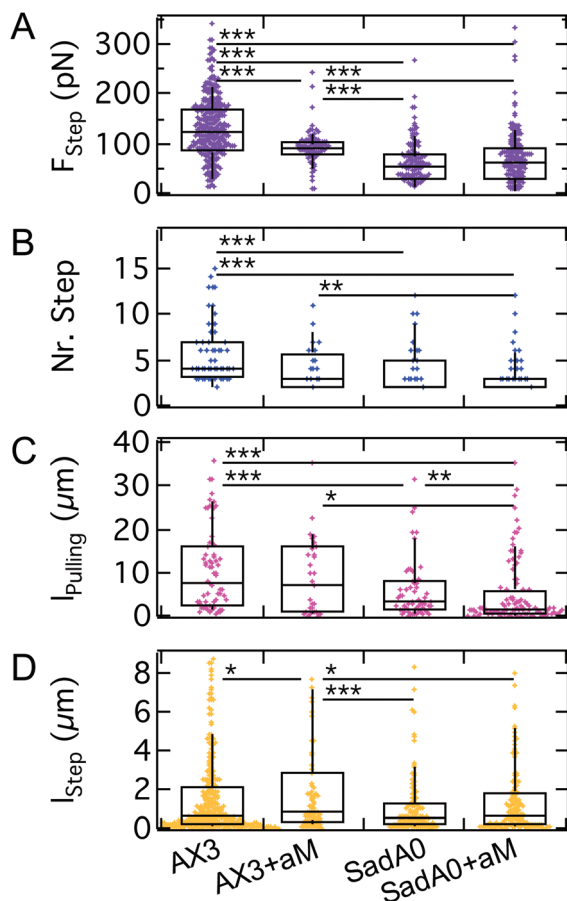 A
F_Step (pN)
300
200
100
0
***
***
*** ***
***
B
Nr. Step
15
10
5
0
***
***
**
C
l_Pulling (µm)
40
30
20
10
0
***
*** **
*
D
l_Step (µm)
8
6
4
2
0
* *
***
AX3
AX3+aM
SadA0
SadA0+aM